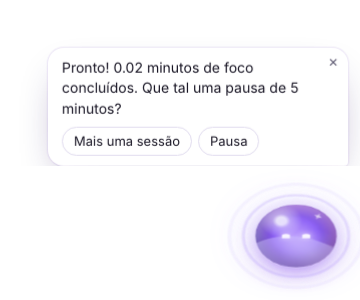 Pronto! 0.02 minutos de foco
concluídos. Que tal uma pausa de 5
minutos?
Mais uma sessão Pausa